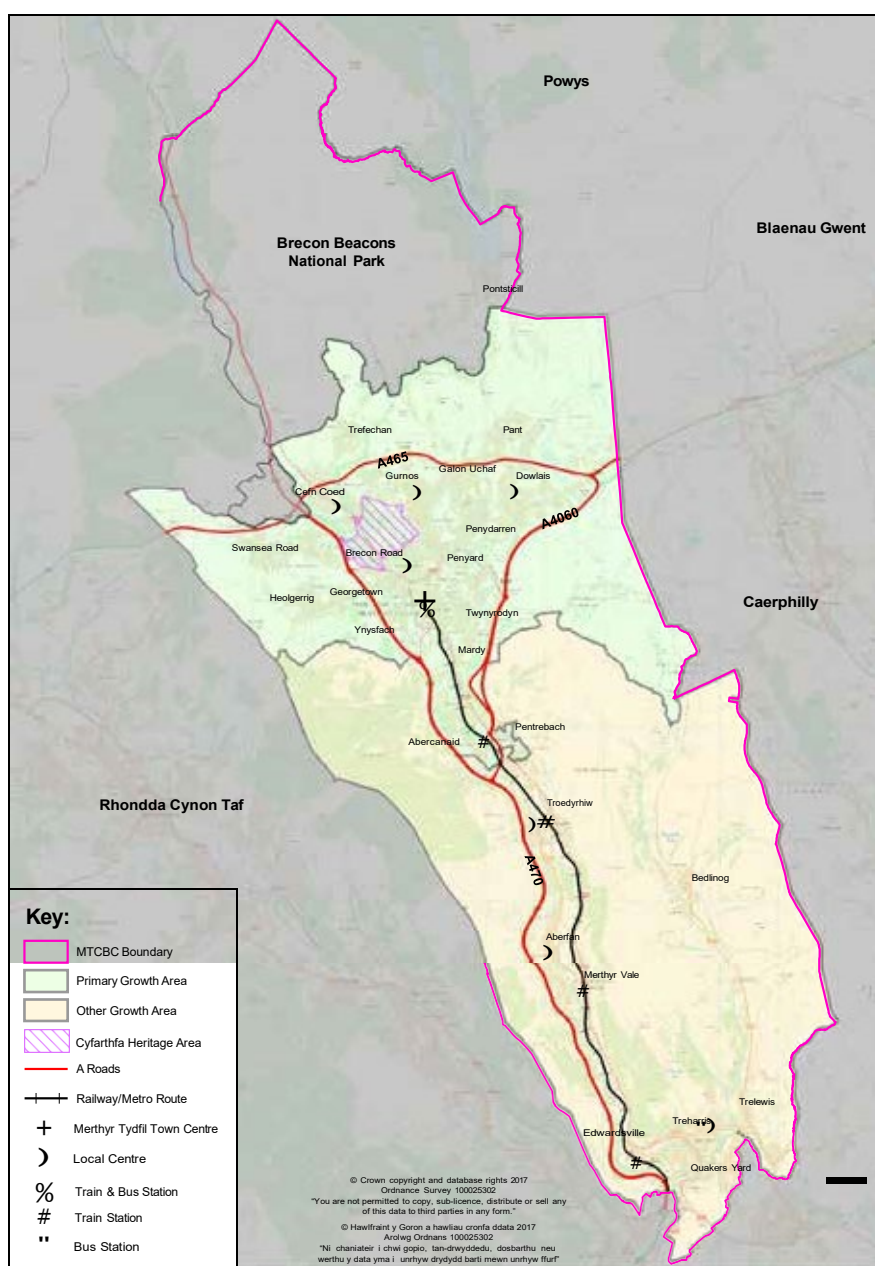 Powys
Blaenau Gwent
Brecon Beacons
National Park
Pontsticill
Trefechan
Pant
A465
Galon Uchaf
Gurnos
Dowlais
Cefn Coed
A4060
Penydarren
Swansea Road
Brecon Road
Penyard
Heolgerrig
Georgetown
Caerphilly
%
Twynyrodyn
Ynysfach
Mardy
Pentrebach
Abercanaid
#
Rhondda Cynon Taf
Troedyrhiw
#
A470
Bedlinog
Aberfan
Merthyr Vale
#
Trelewis
Treharris
"
Edwardsville
#
Quakers Yard
Key:
MTCBC Boundary
Primary Growth Area
Other Growth Area
Cyfarthfa Heritage Area
A Roads
Railway/Metro Route
+ Merthyr Tydfil Town Centre
Local Centre
% Train & Bus Station
# Train Station
" Bus Station
© Crown copyright and database rights 2017
Ordnance Survey 100025302
"You are not permitted to copy, sub-licence, distribute or sell any
of this data to third parties in any form."
© Hawlfraint y Goron a hawliau cronfa ddata 2017
Arolwg Ordnans 100025302
"Ni chaniateir i chwi gopio, tan-drwyddedu, dosbarthu neu
werthu y data yma i unrhyw drydydd barti mewn unrhyw ffurf"